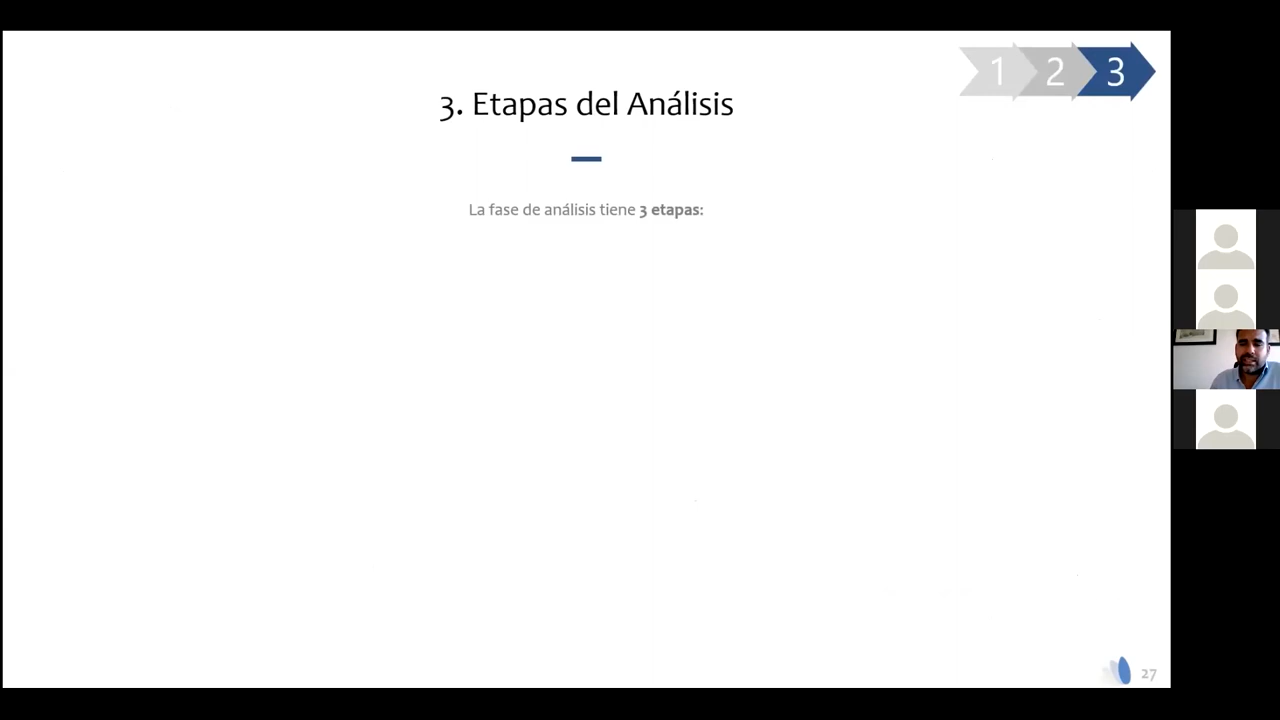 1 2 3
3. Etapas del Análisis
La fase de análisis tiene 3 etapas:
27